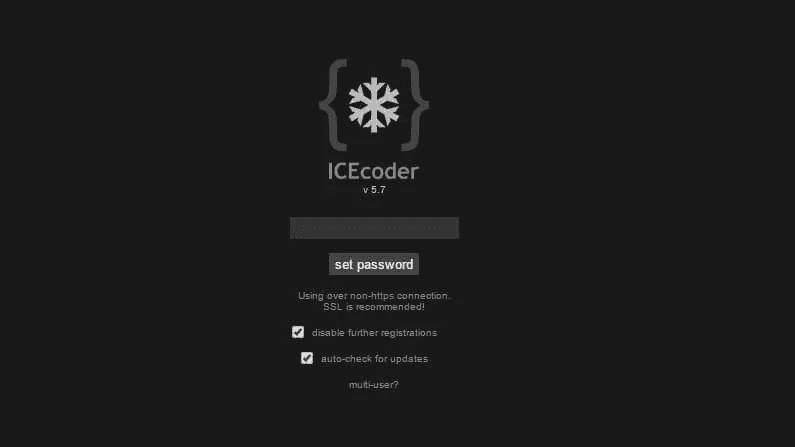 ICEcoder
v 5.7
set password
Using over non-https connection.
SSL is recommended!
disable further registrations
auto-check for updates
multi-user?